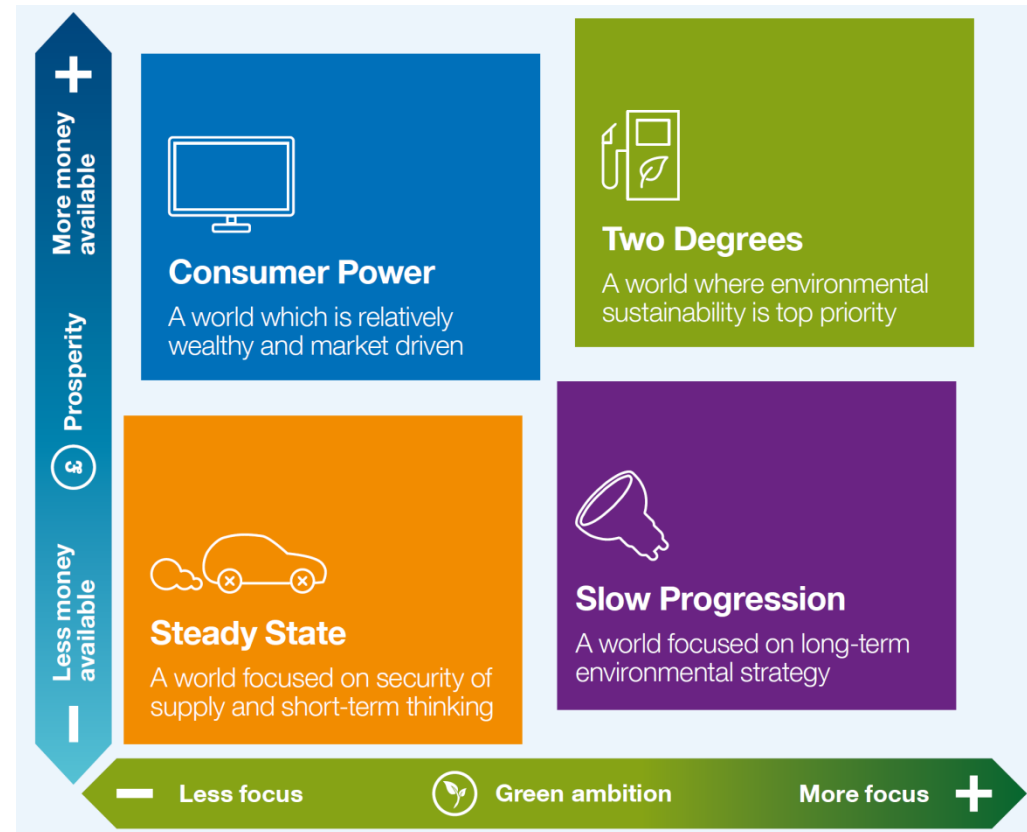 +
More money
available
Prosperity
£
Less money
available
−
Consumer Power
A world which is relatively
wealthy and market driven
Two Degrees
A world where environmental
sustainability is top priority
Steady State
A world focused on security of
supply and short-term thinking
Slow Progression
A world focused on long-term
environmental strategy
− Less focus
Green ambition
More focus +